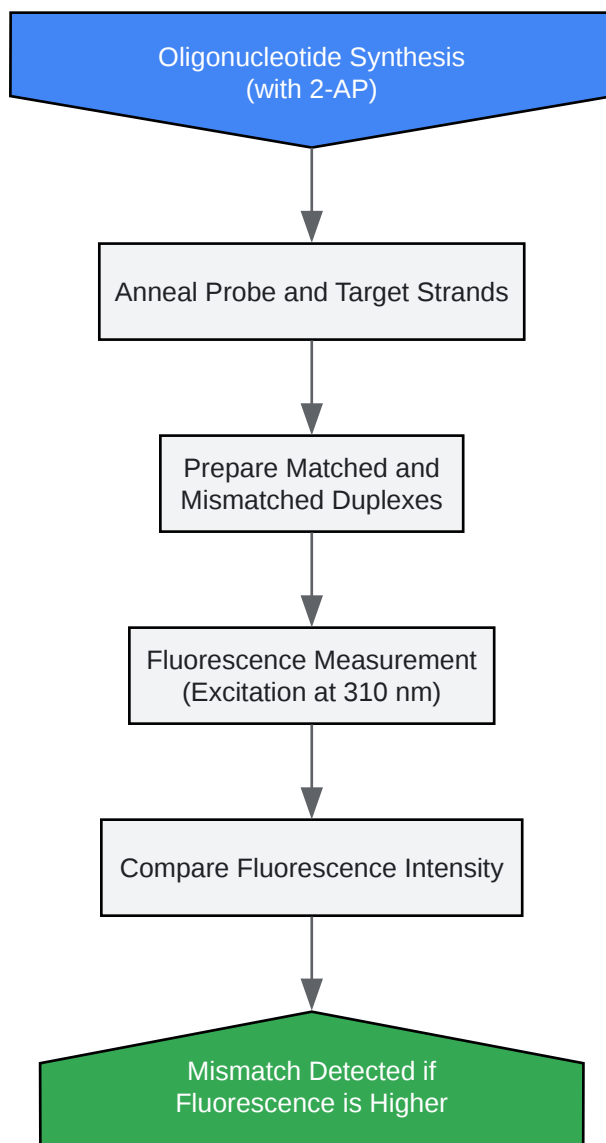 Oligonucleotide Synthesis
(with 2-AP)
Anneal Probe and Target Strands
Prepare Matched and
Mismatched Duplexes
Fluorescence Measurement
(Excitation at 310 nm)
Compare Fluorescence Intensity
Mismatch Detected if
Fluorescence is Higher